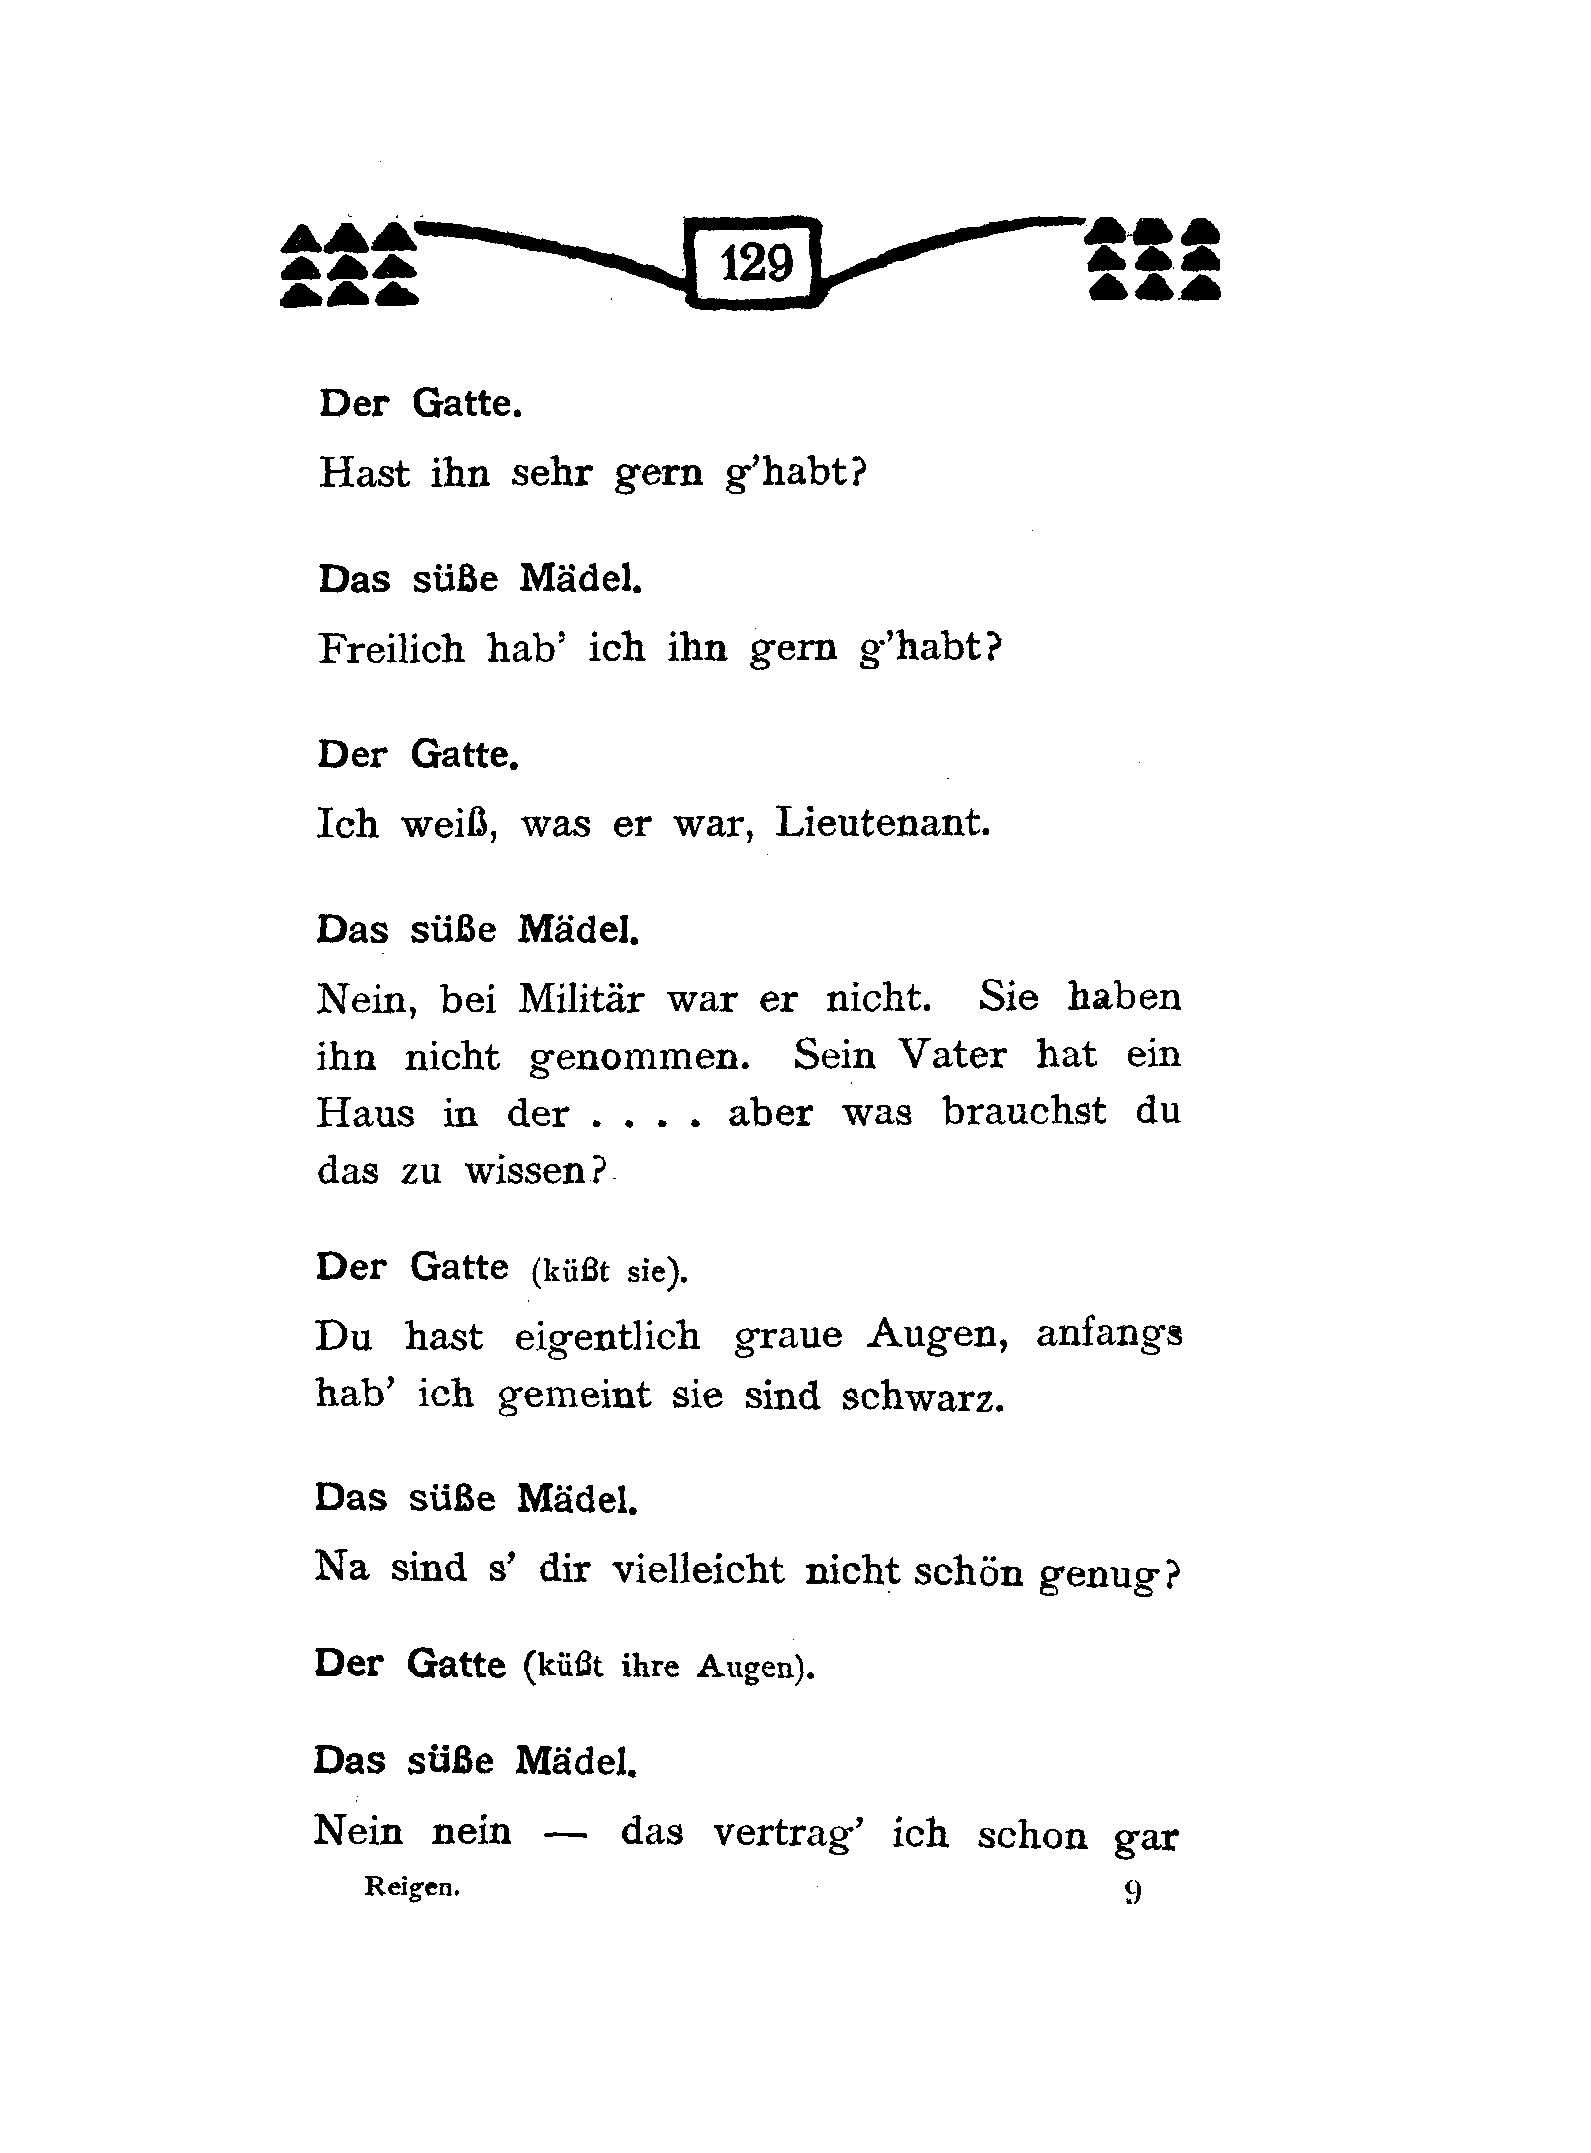 129
Der Gatte.
Hast ihn sehr gern g’habt?
Das süße Mädel.
Freilich hab’ ich ihn gern g’habt?
Der Gatte.
Ich weiß, was er war, Lieutenant.
Das süße Mädel.
Nein, bei Militär war er nicht. Sie haben
ihn nicht genommen. Sein Vater hat ein
Haus in der . . . . aber was brauchst du
das zu wissen?
Der Gatte (küßt sie).
Du hast eigentlich graue Augen, anfangs
hab’ ich gemeint sie sind schwarz.
Das süße Mädel.
Na sind s’ dir vielleicht nicht schön genug?
Der Gatte (küßt ihre Augen).
Das süße Mädel.
Nein nein — das vertrag’ ich schon gar
Reigen. 9